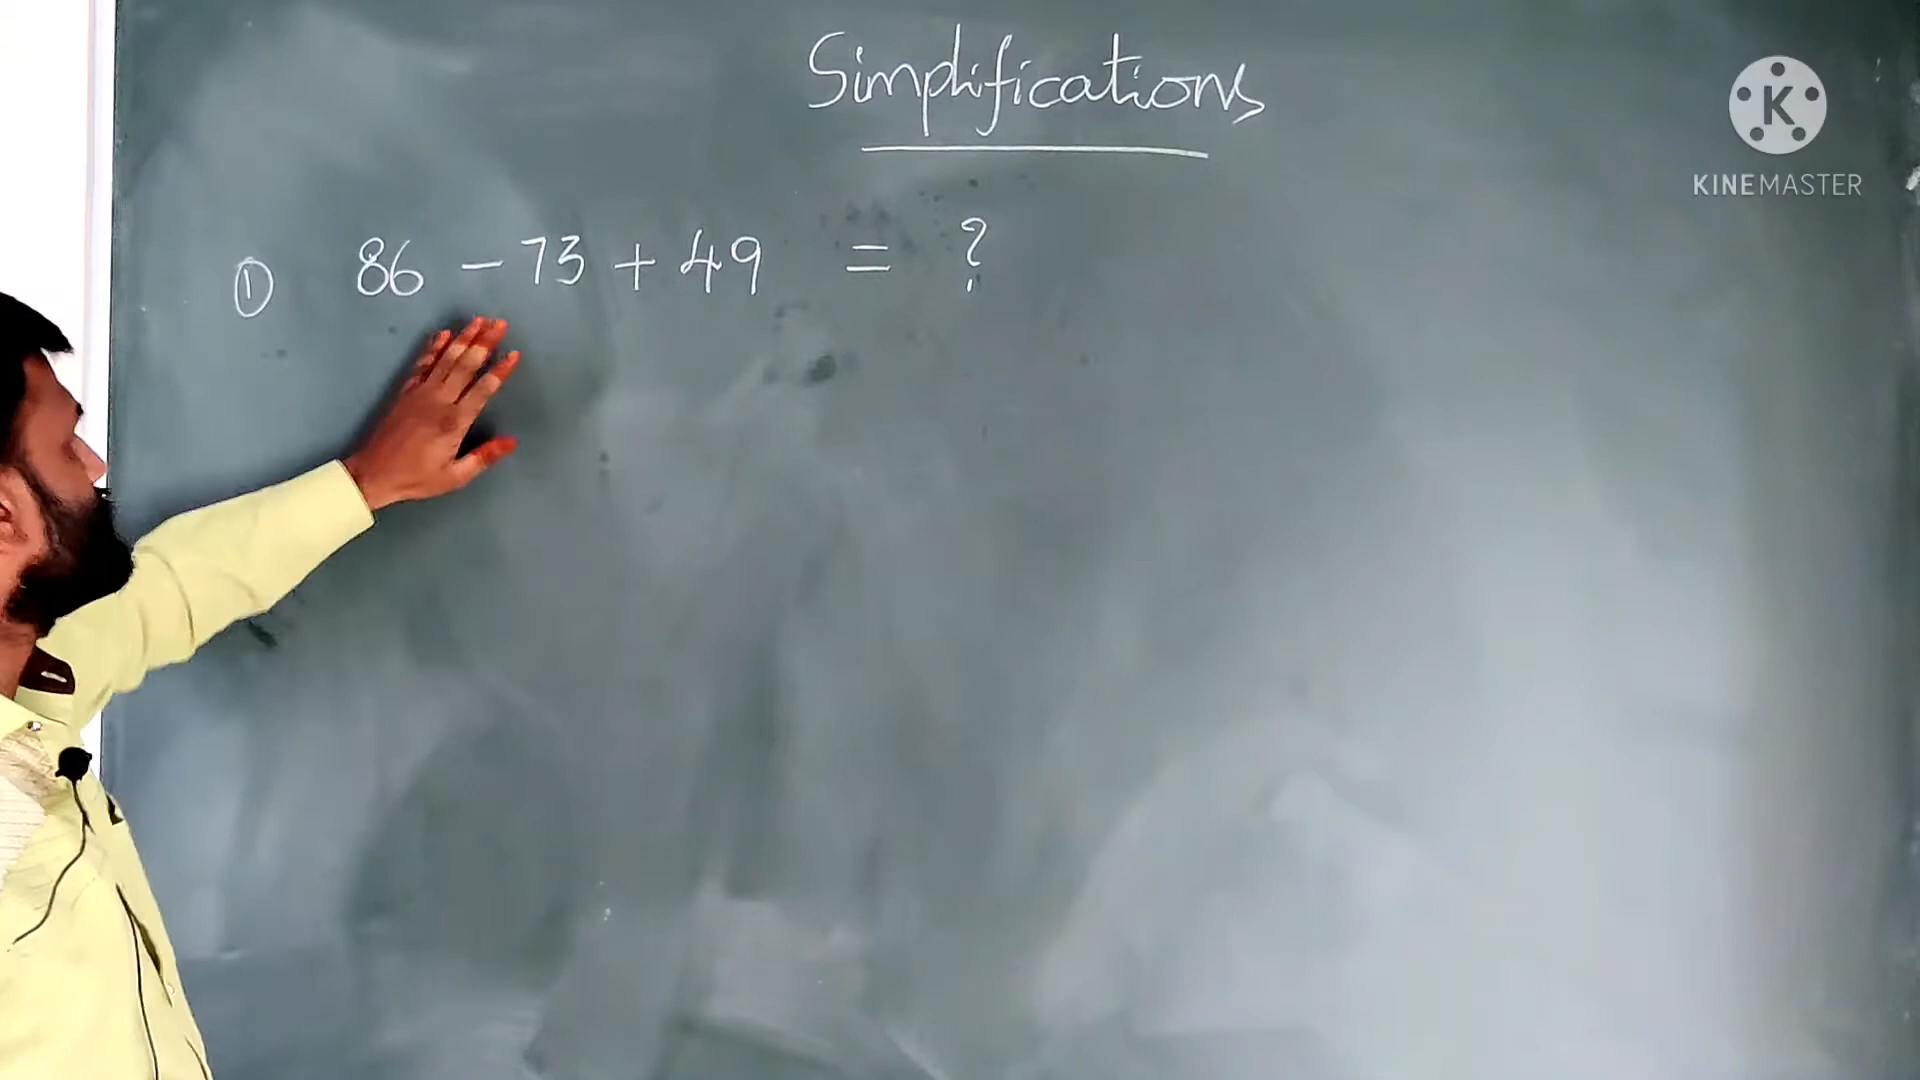 Simplifications
KINEMASTER
① 86 - 73 + 49 = ?